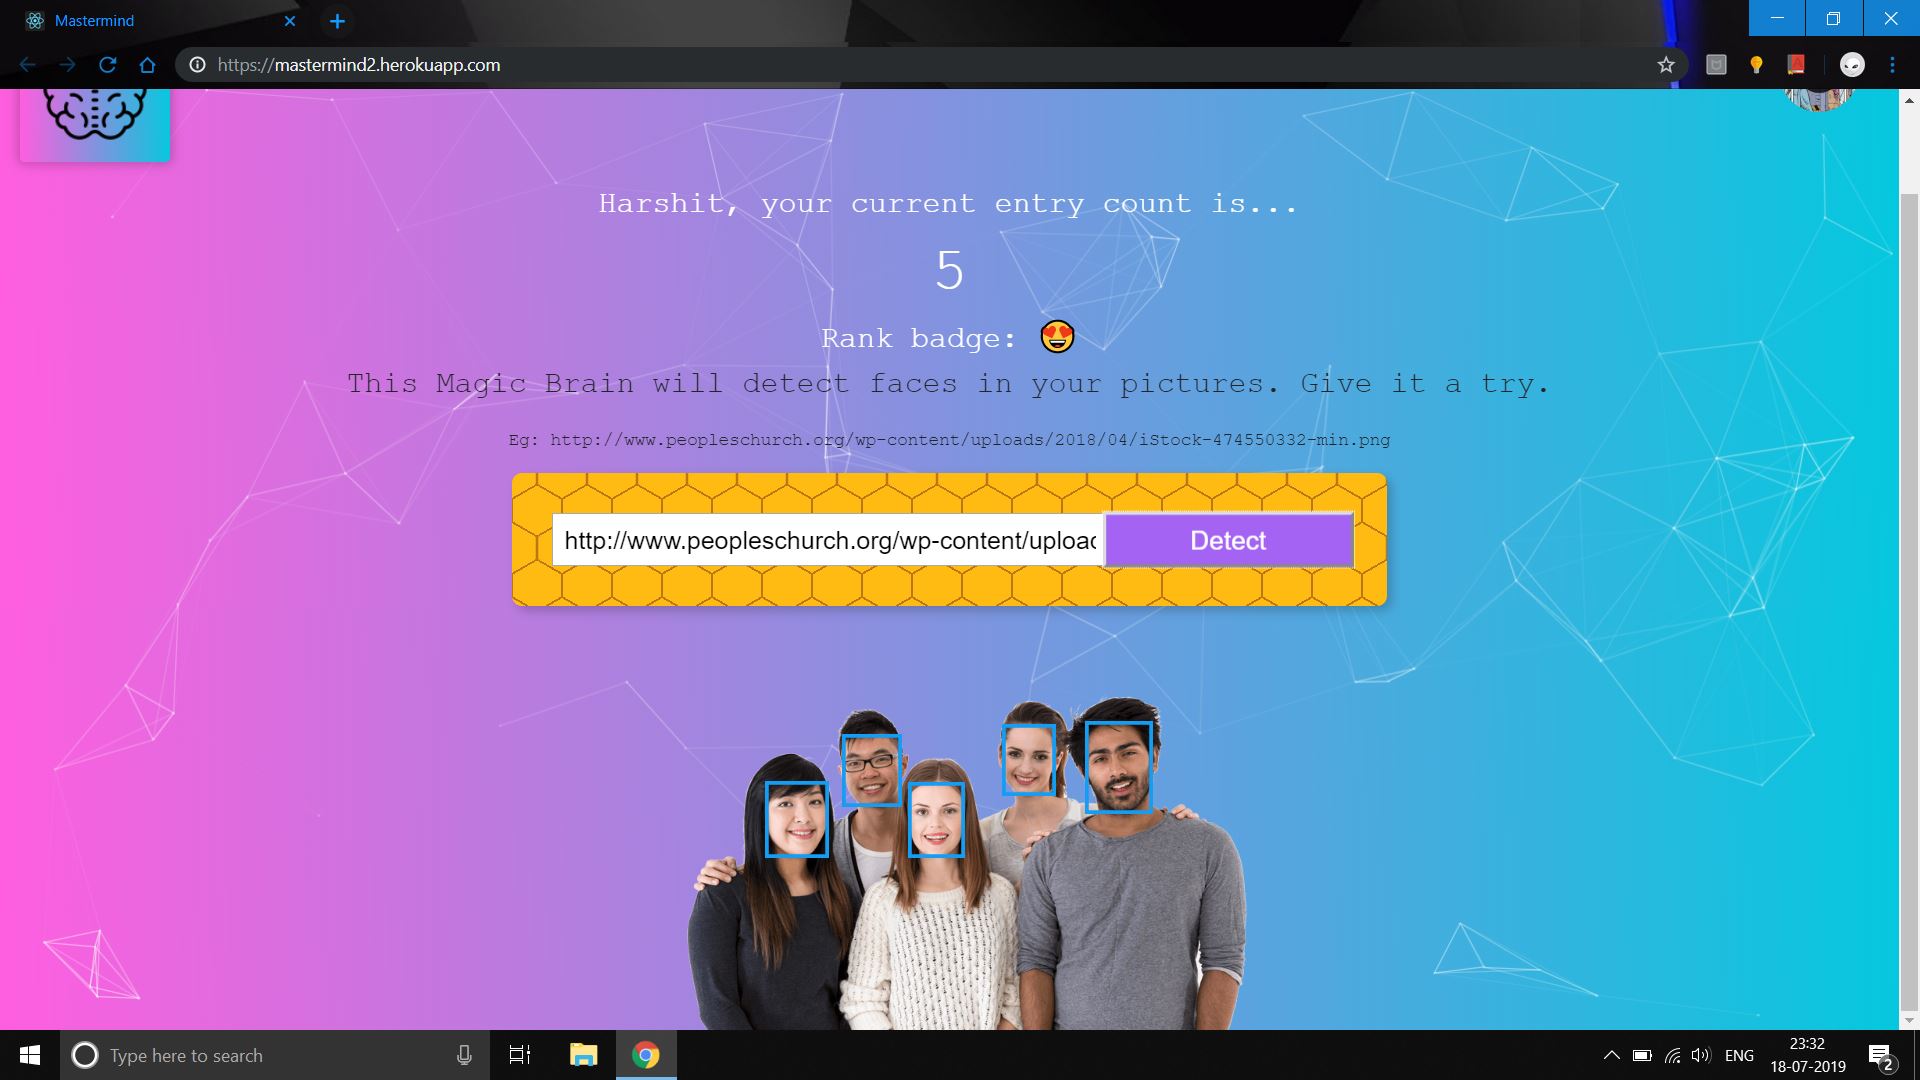 Mastermind
https://mastermind2.herokuapp.com
Harshit, your current entry count is...
5
Rank badge: 😍
This Magic Brain will detect faces in your pictures. Give it a try.
Eg: http://www.peopleschurch.org/wp-content/uploads/2018/04/iStock-474550332-min.png
http://www.peopleschurch.org/wp-content/uploac
Detect
Type here to search
ENG
23:32
18-07-2019
2